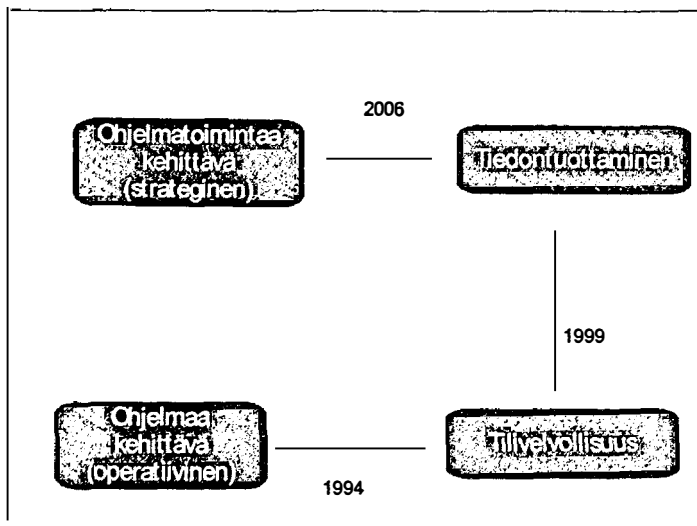 2006
Ohjelmatoimintaa
kehittävä
(strateginen)
Tiedontuottaminen
1999
Ohjelmaa
kehittävä
(operatiivinen)
Tilivelvollisuus
1994